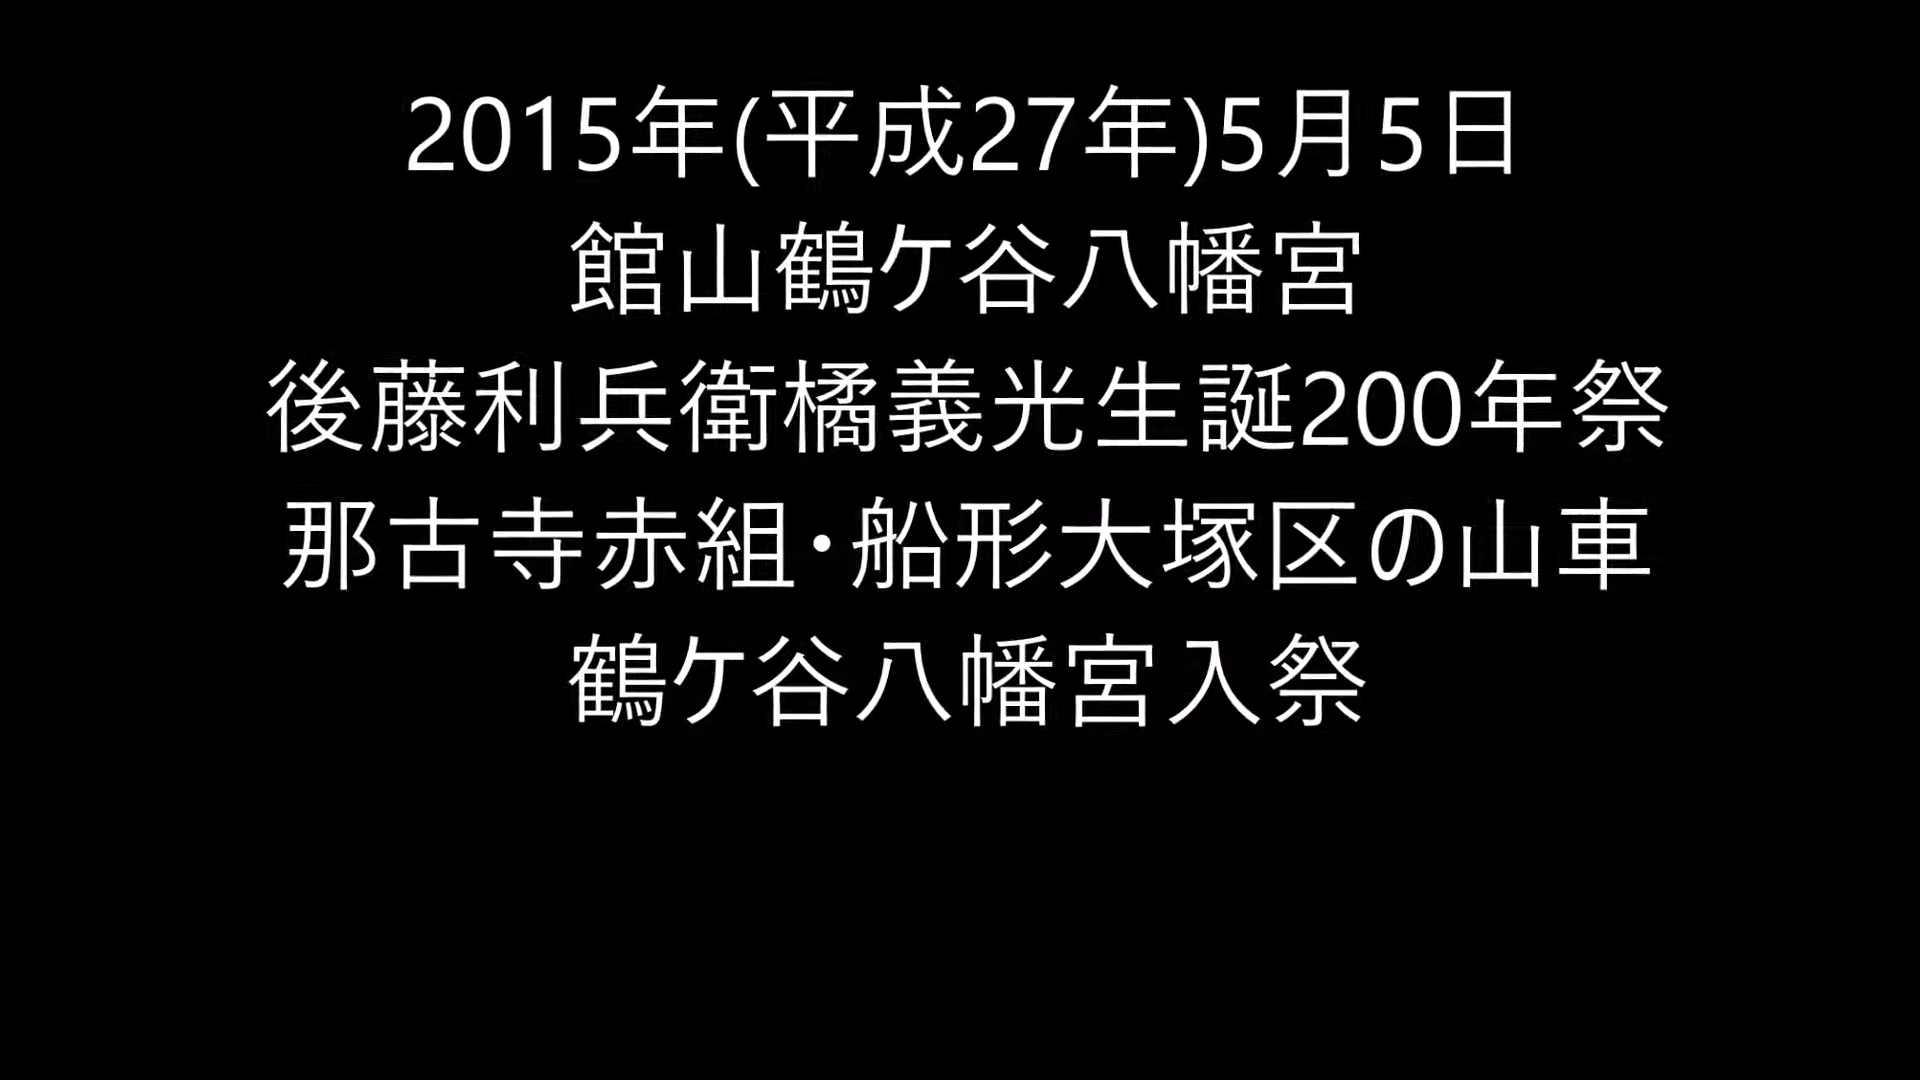 2015年(平成27年)5月5日
館山鶴ケ谷八幡宮
後藤利兵衛橘義光生誕200年祭
那古寺赤組・船形大塚区の山車
鶴ケ谷八幡宮入祭